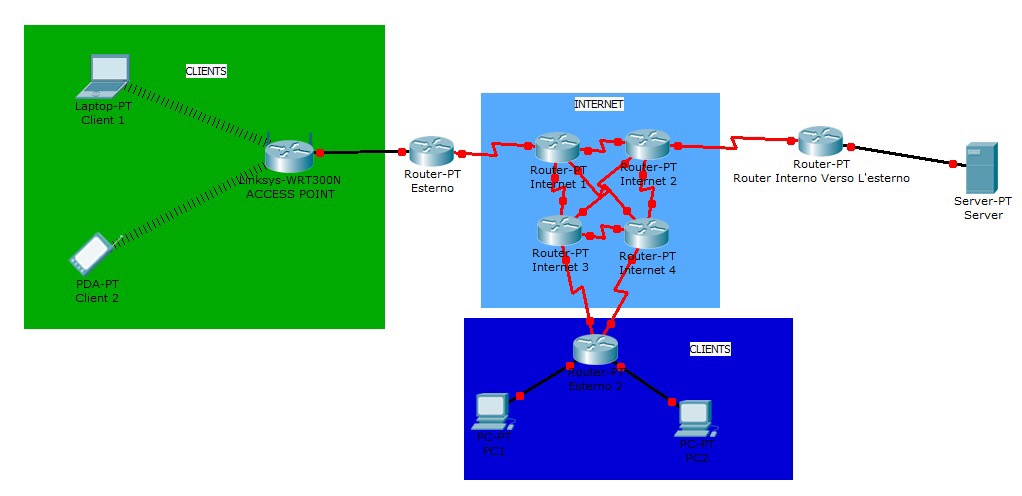 CLIENTS
Laptop-PT
Client 1
Linksys-WRT300N
ACCESS POINT
PDA-PT
Client 2
Router-PT
Esterno
INTERNET
Router-PT
Internet 1
Router-PT
Internet 2
Router-PT
Internet 3
Router-PT
Internet 4
Router-PT
Router Interno Verso L'esterno
Server-PT
Server
CLIENTS
Router-PT
Esterno 2
PC-PT
PC1
PC-PT
PC2